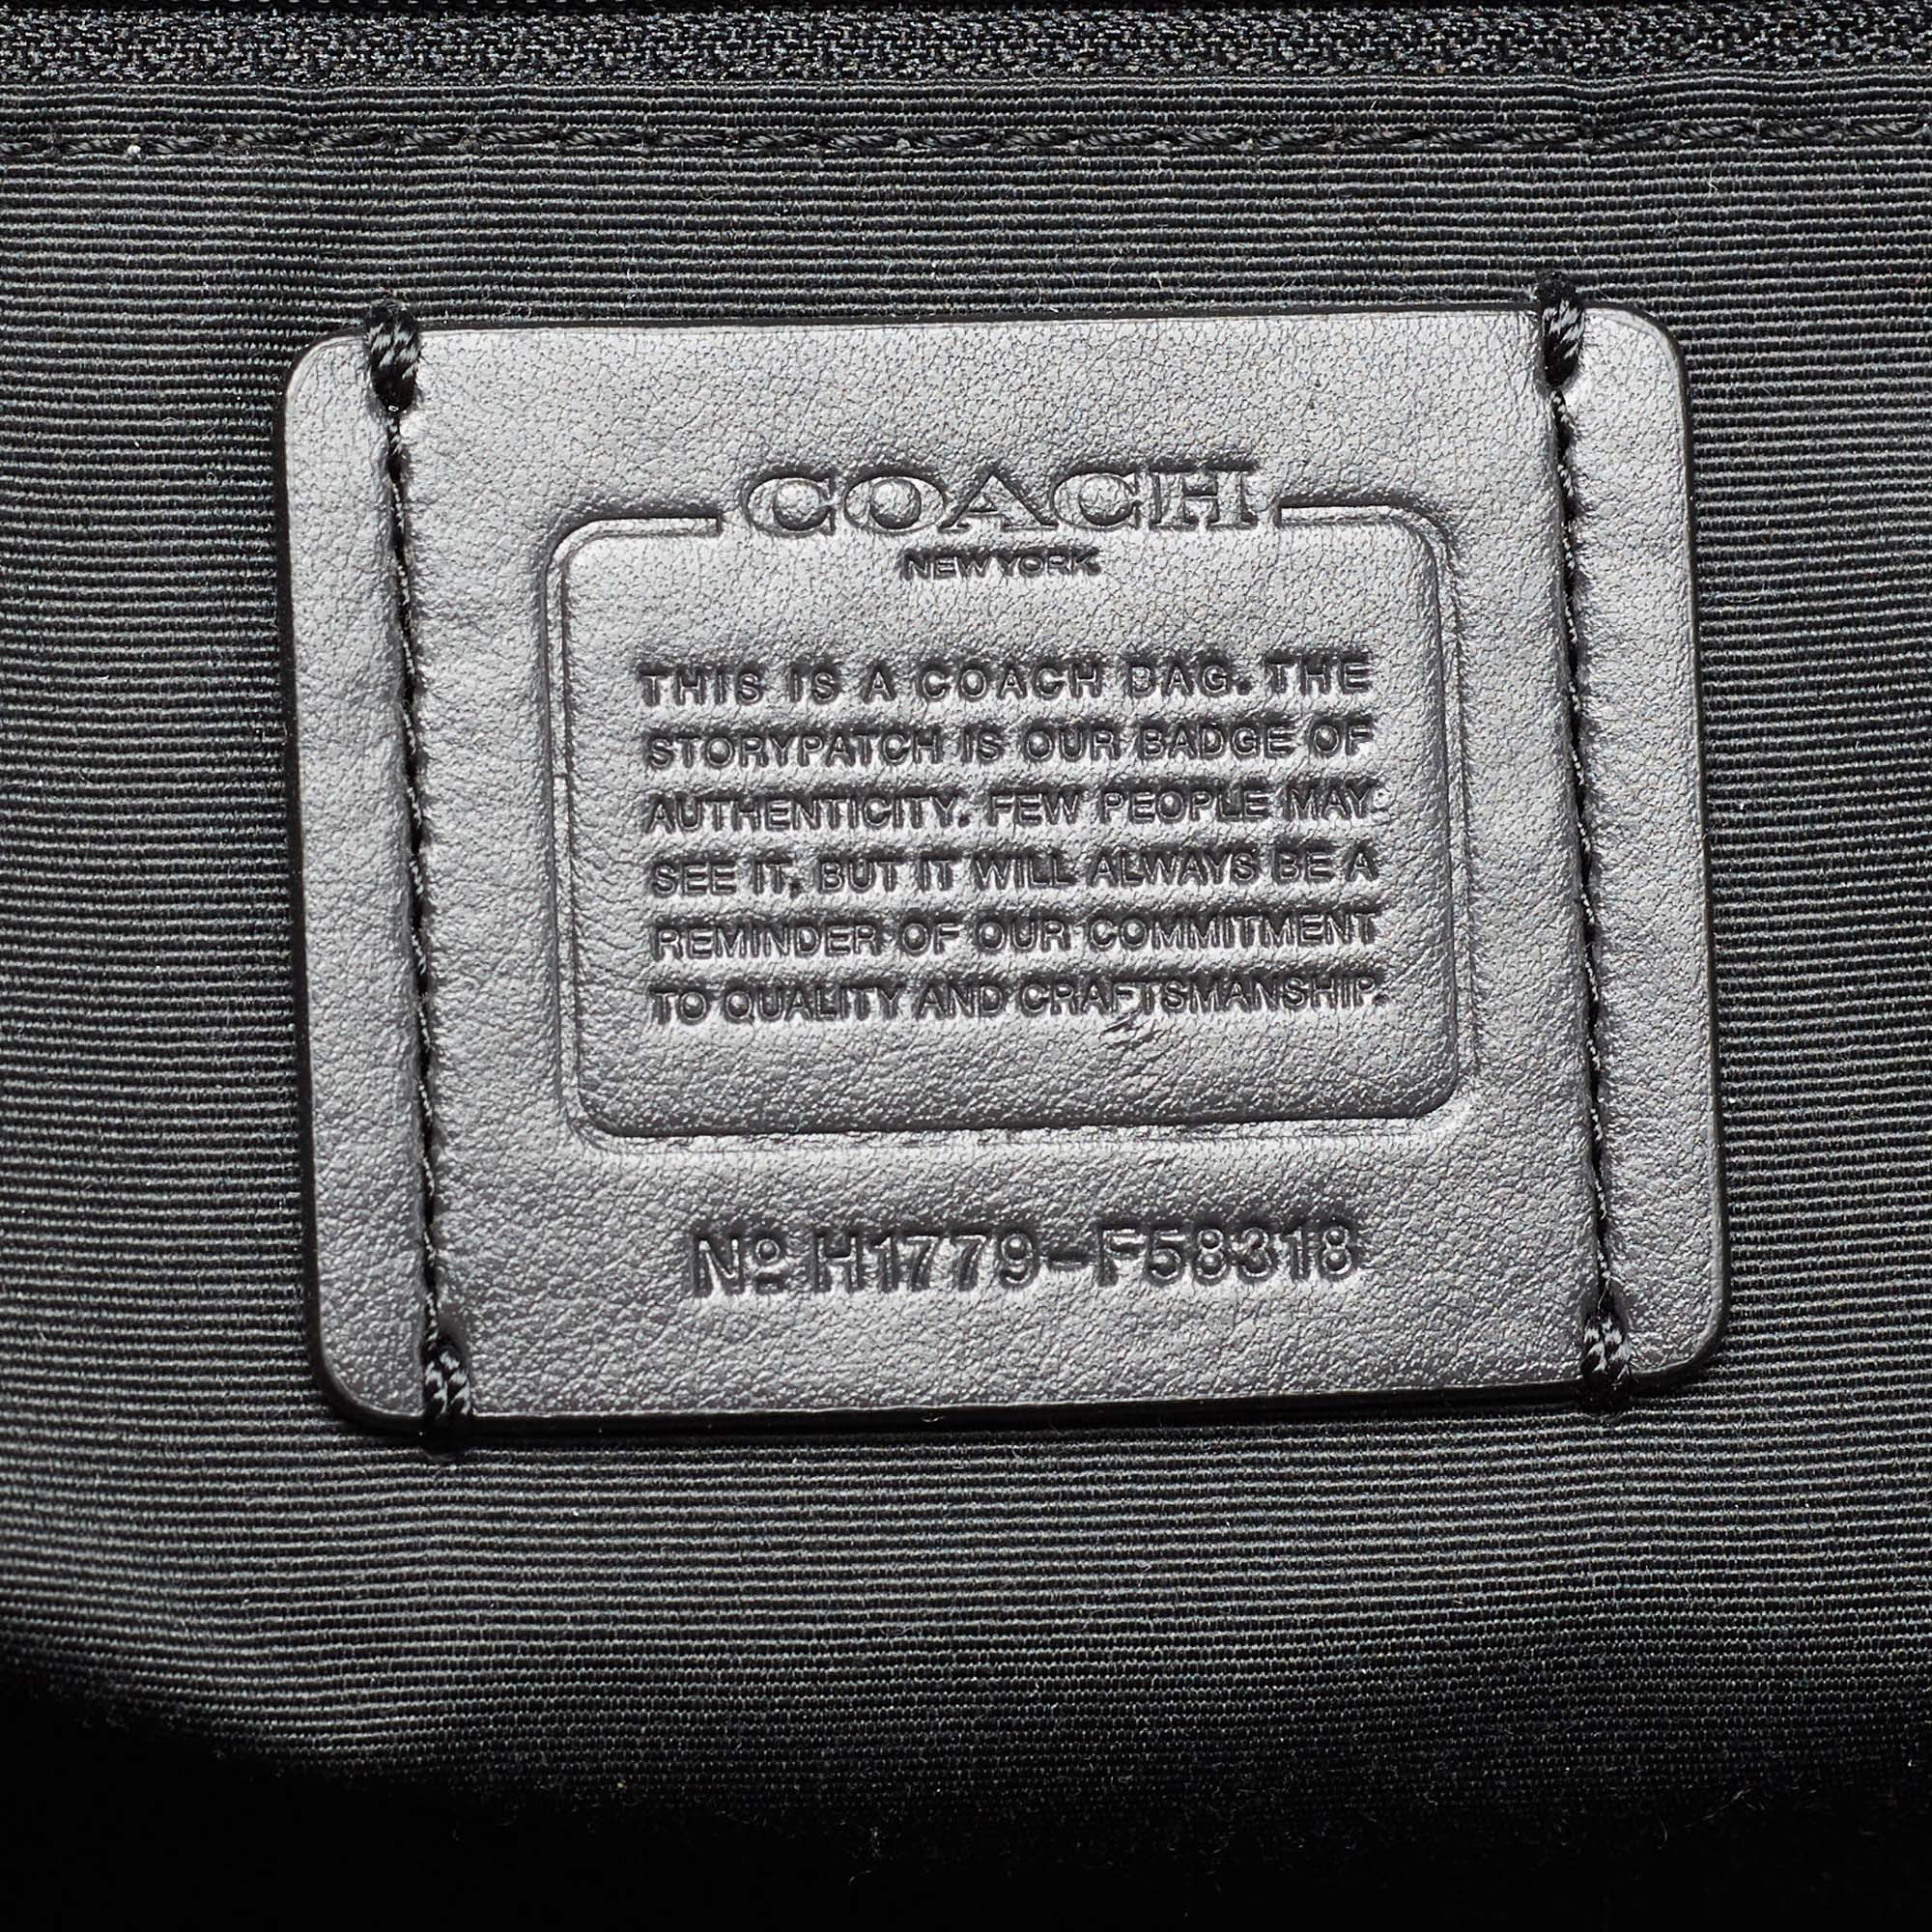 COACH
NEW YORK
THIS IS A COACH BAG. THE
STORYPATCH IS OUR BADGE OF
AUTHENTICITY. FEW PEOPLE MAY
SEE IT, BUT IT WILL ALWAYS BE A
REMINDER OF OUR COMMITMENT
TO QUALITY AND CRAFTSMANSHIP.
Nº H1779-F58318